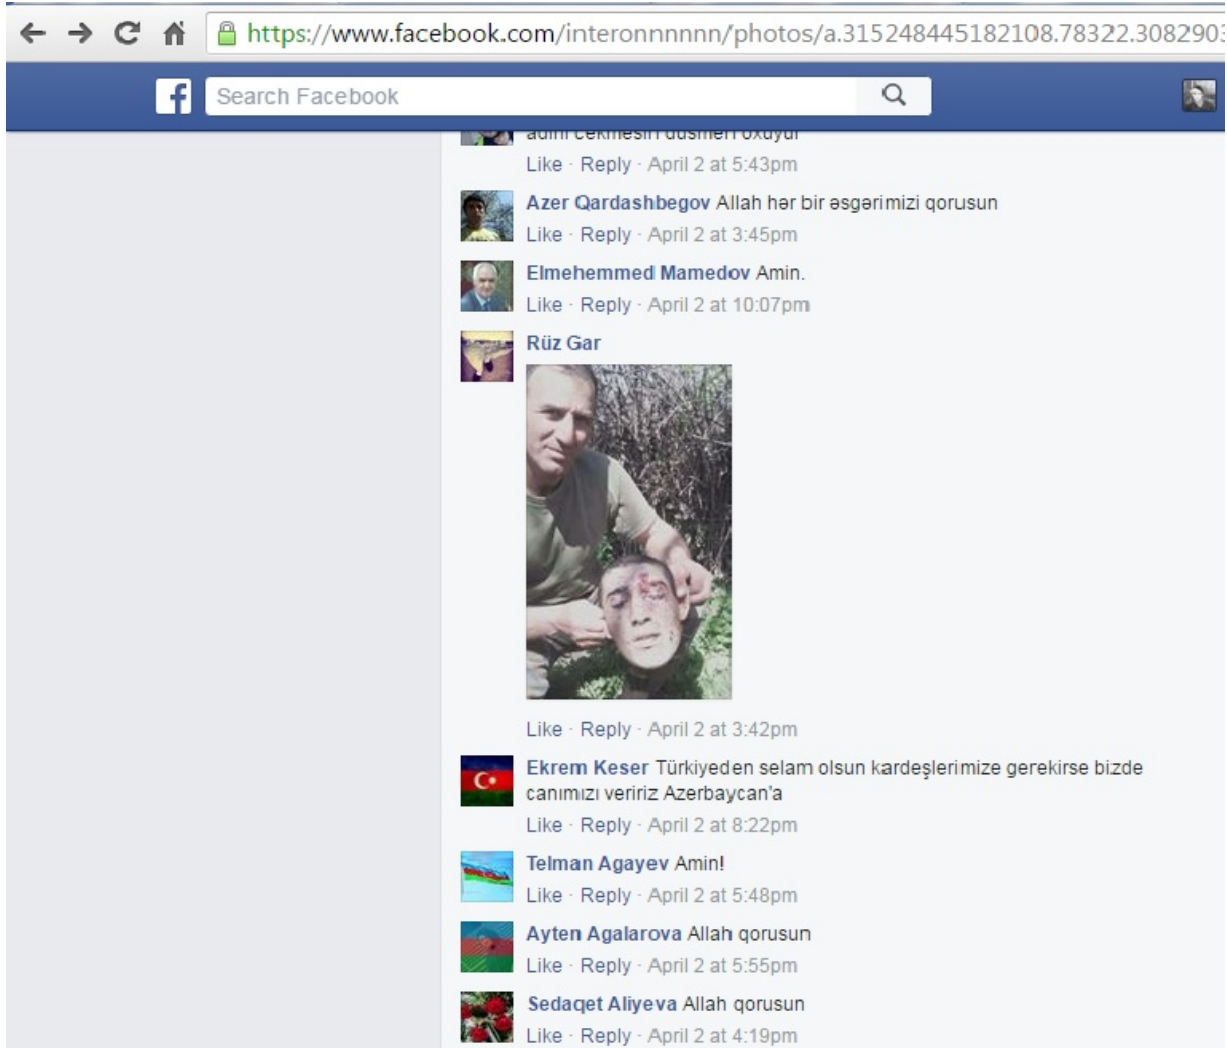 https://www.facebook.com/interonnnnnn/photos/a.315248445182108.78322.3082903
Search Facebook
Like · Reply · April 2 at 5:43pm
Azer Qardashbegov Allah hər bir əsgərimizi qorusun
Like · Reply · April 2 at 3:45pm
Elmehemmed Mamedov Amin.
Like · Reply · April 2 at 10:07pm
Rüz Gar
Like · Reply · April 2 at 3:42pm
Ekrem Keser Türkiyeden selam olsun kardeşlerimize gerekirse bizde
canımızı veririz Azerbaycan'a
Like · Reply · April 2 at 8:22pm
Telman Agayev Amin!
Like · Reply · April 2 at 5:48pm
Ayten Agalarova Allah qorusun
Like · Reply · April 2 at 5:55pm
Sedaqet Aliyeva Allah qorusun
Like · Reply · April 2 at 4:19pm